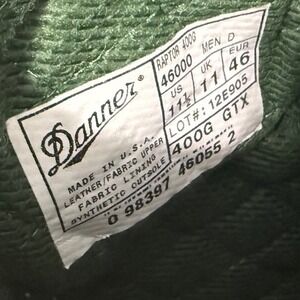 Danner®
MADE IN U.S.A.
LEATHER/FABRIC UPPER
FABRIC LINING
SYNTHETIC OUTSOLE
RAPTOR 400G
46000 MEN D
US UK EUR
11½ 11 46
LOT#: 12E905
400G GTX
0 98397 46055 2